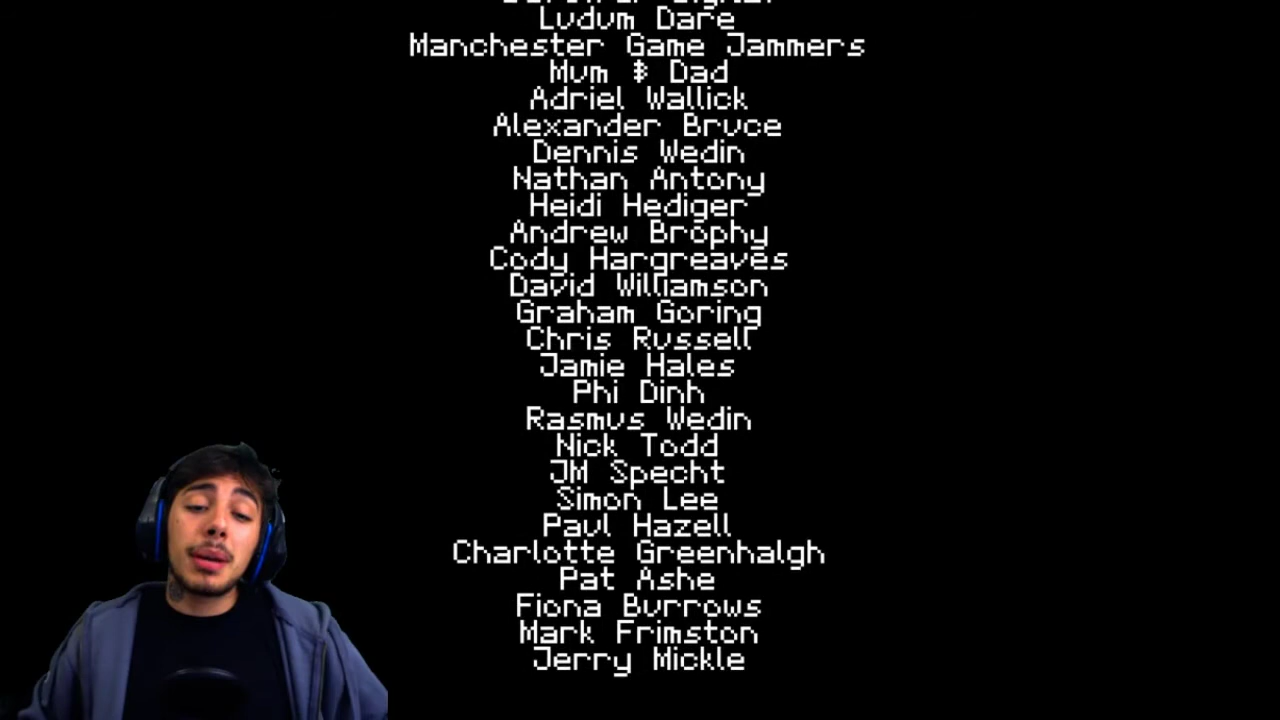 Ludum Dare
Manchester Game Jammers
Mum & Dad
Adriel Wallick
Alexander Bruce
Dennis Wedin
Nathan Antony
Heidi Hediger
Andrew Brophy
Cody Hargreaves
David Williamson
Graham Goring
Chris Russell
Jamie Hales
Phi Dinh
Rasmus Wedin
Nick Todd
JM Specht
Simon Lee
Paul Hazell
Charlotte Greenhalgh
Pat Ashe
Fiona Burrows
Mark Frimston
Jerry Mickle